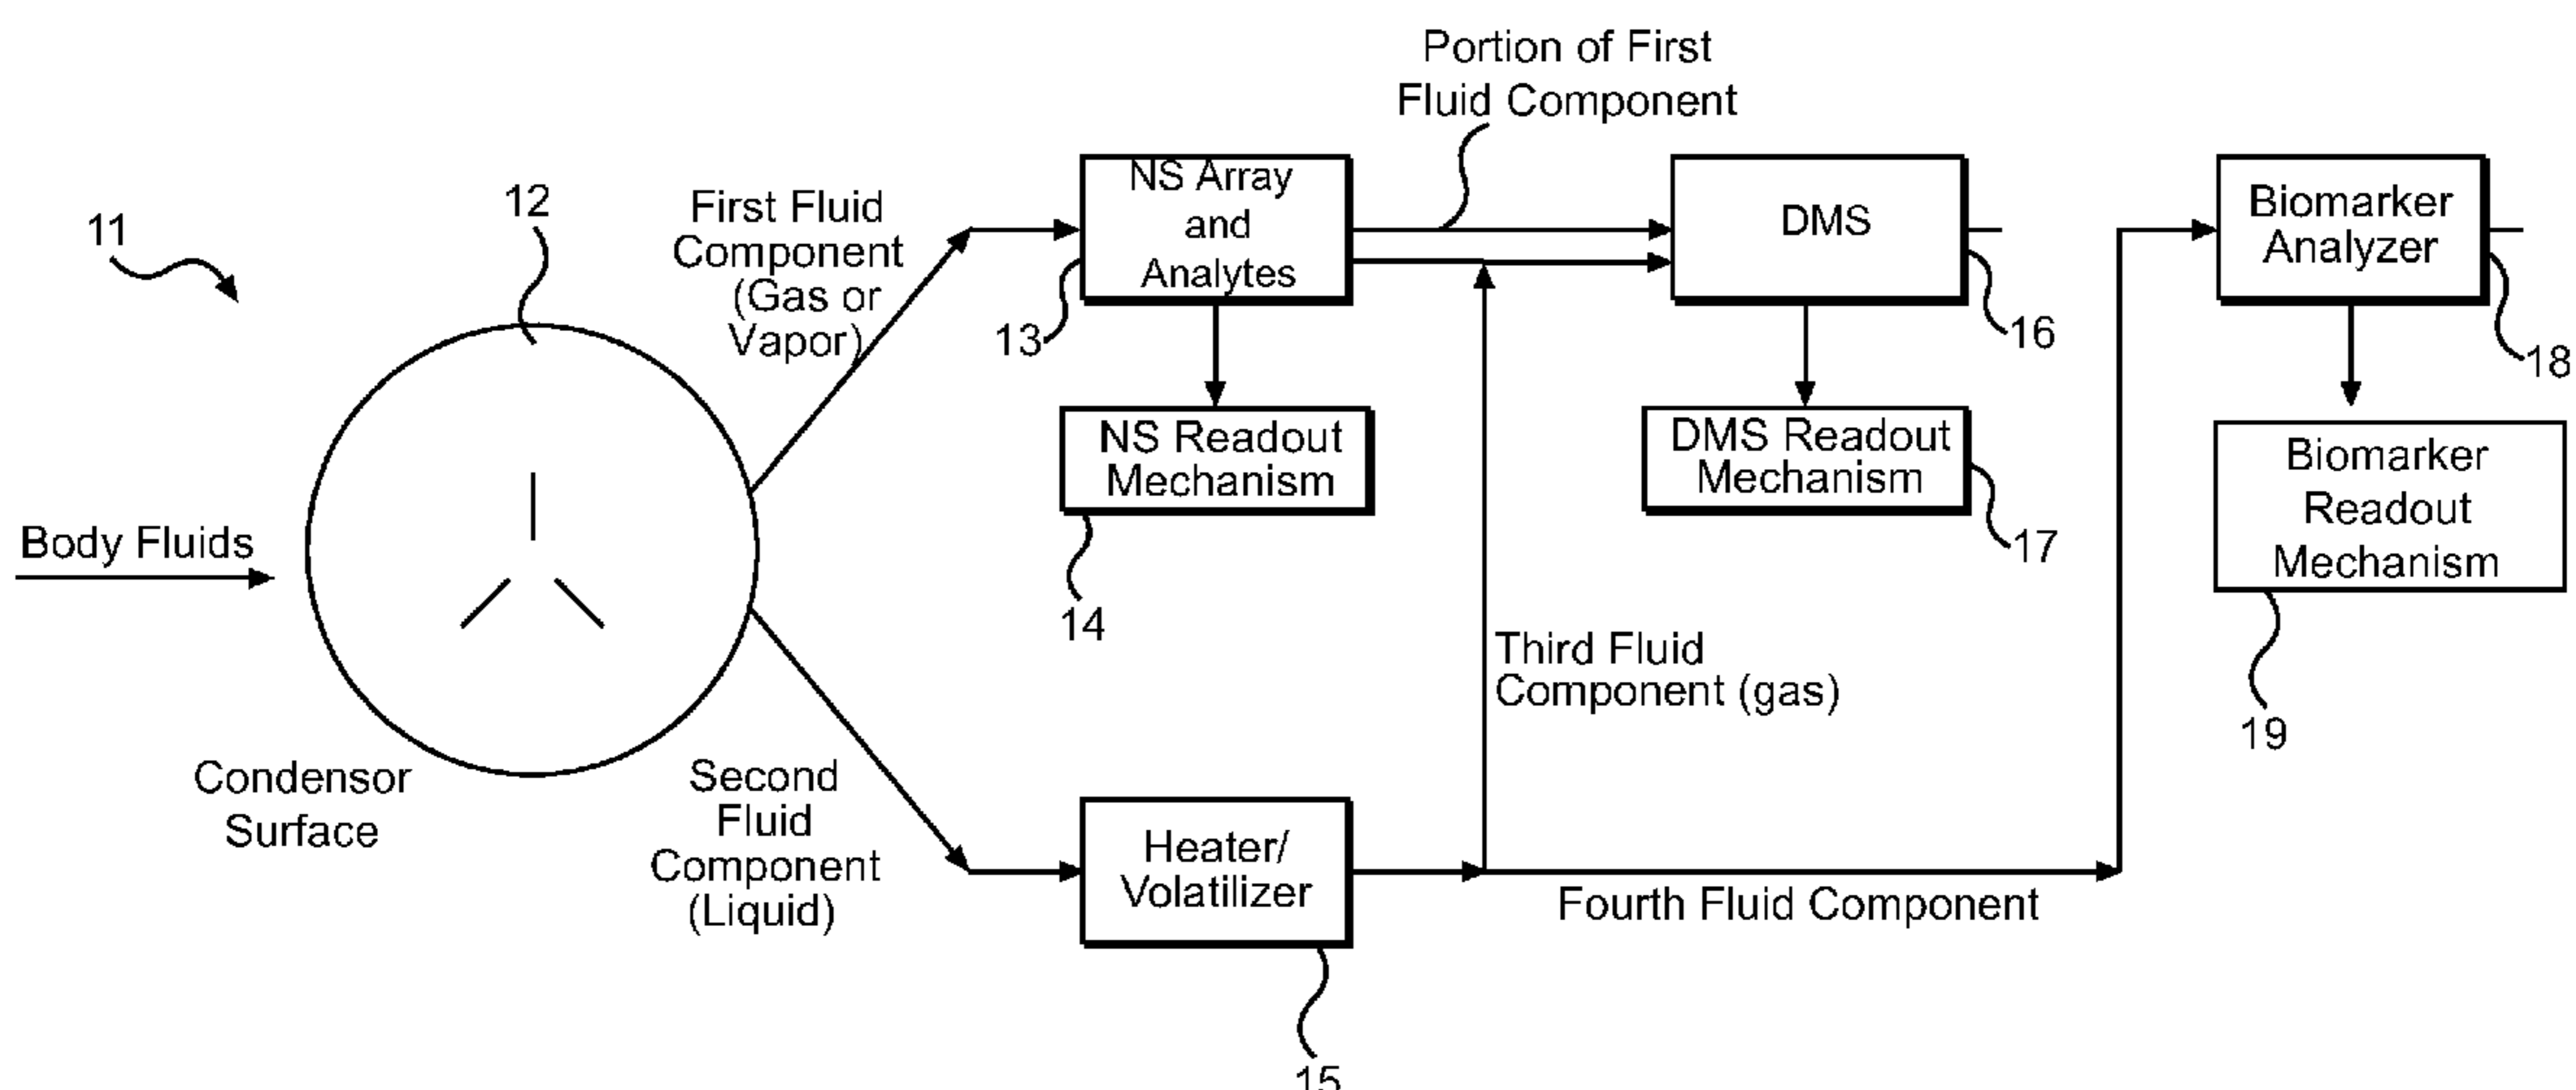 Portion of First
Fluid Component
11
12
First Fluid
Component
(Gas or
Vapor)
NS Array
and
Analytes
13
DMS
16
Biomarker
Analyzer
18
NS Readout
Mechanism
14
DMS Readout
Mechanism
17
Biomarker
Readout
Mechanism
19
Body Fluids
Third Fluid
Component (gas)
Condensor
Surface
Second
Fluid
Component
(Liquid)
Heater/
Volatilizer
15
Fourth Fluid Component